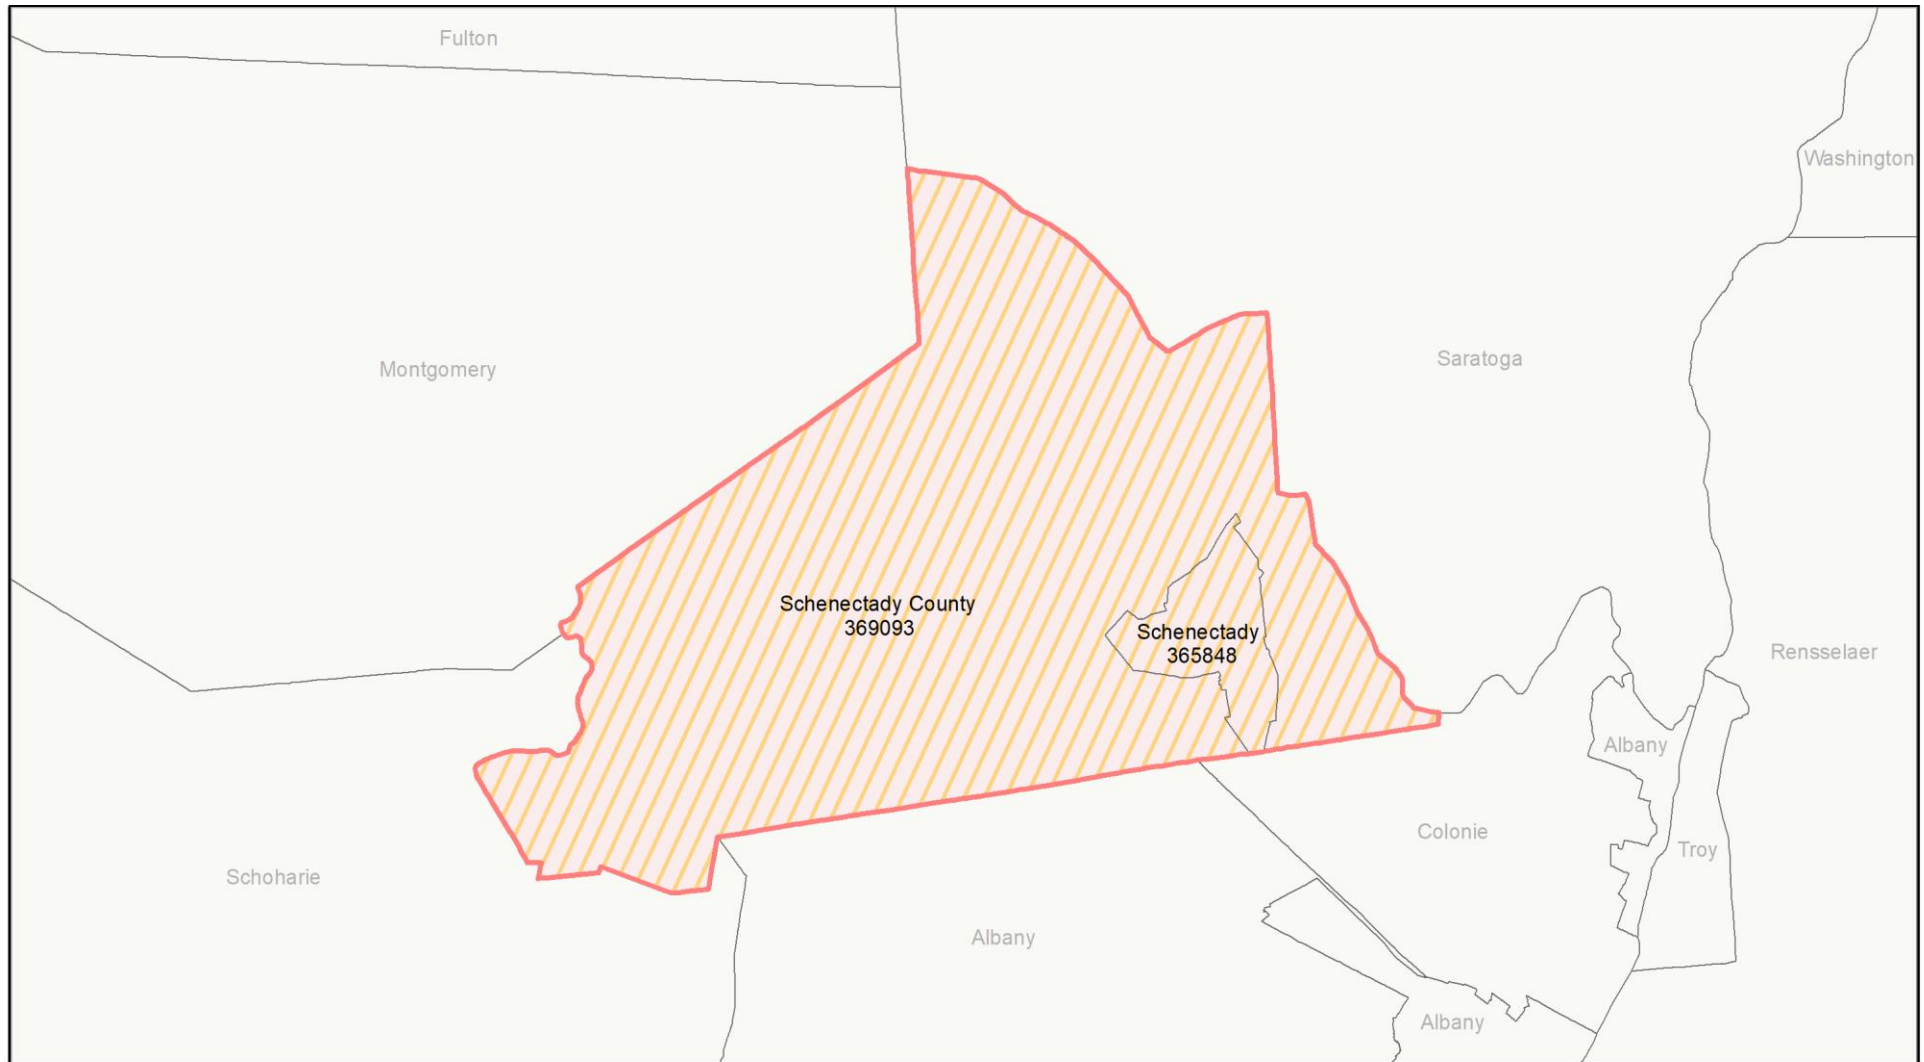 Fulton
Washington
Saratoga
Montgomery
Schenectady County
369093
Schenectady
365848
Rensselaer
Albany
Colonie
Troy
Schoharie
Albany
Albany